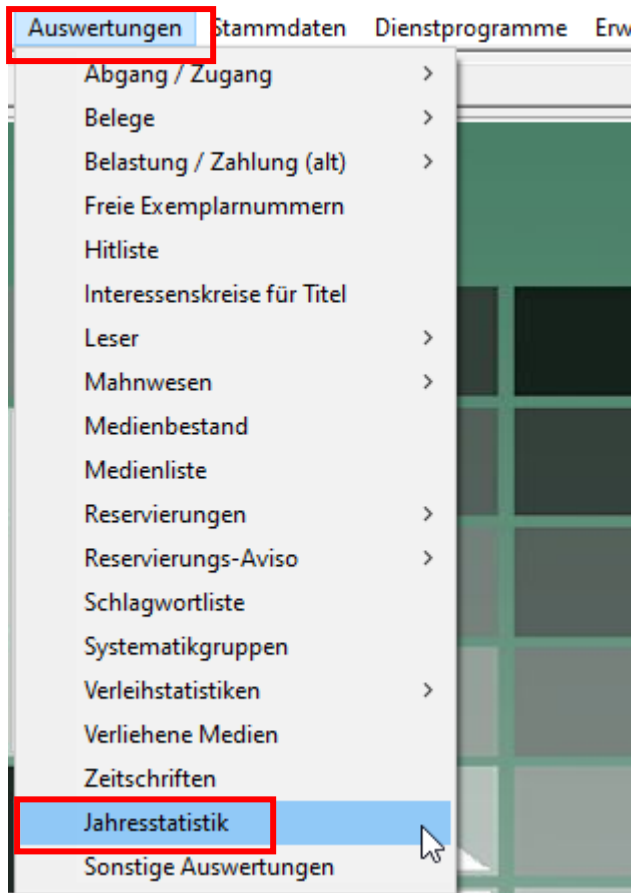 Auswertungen Stammdaten Dienstprogramme Erw
Abgang / Zugang
Belege
Belastung / Zahlung (alt)
Freie Exemplarnummern
Hitliste
Interessenskreise für Titel
Leser
Mahnwesen
Medienbestand
Medienliste
Reservierungen
Reservierungs-Aviso
Schlagwortliste
Systematikgruppen
Verleihstatistiken
Verliehene Medien
Zeitschriften
Jahresstatistik
Sonstige Auswertungen